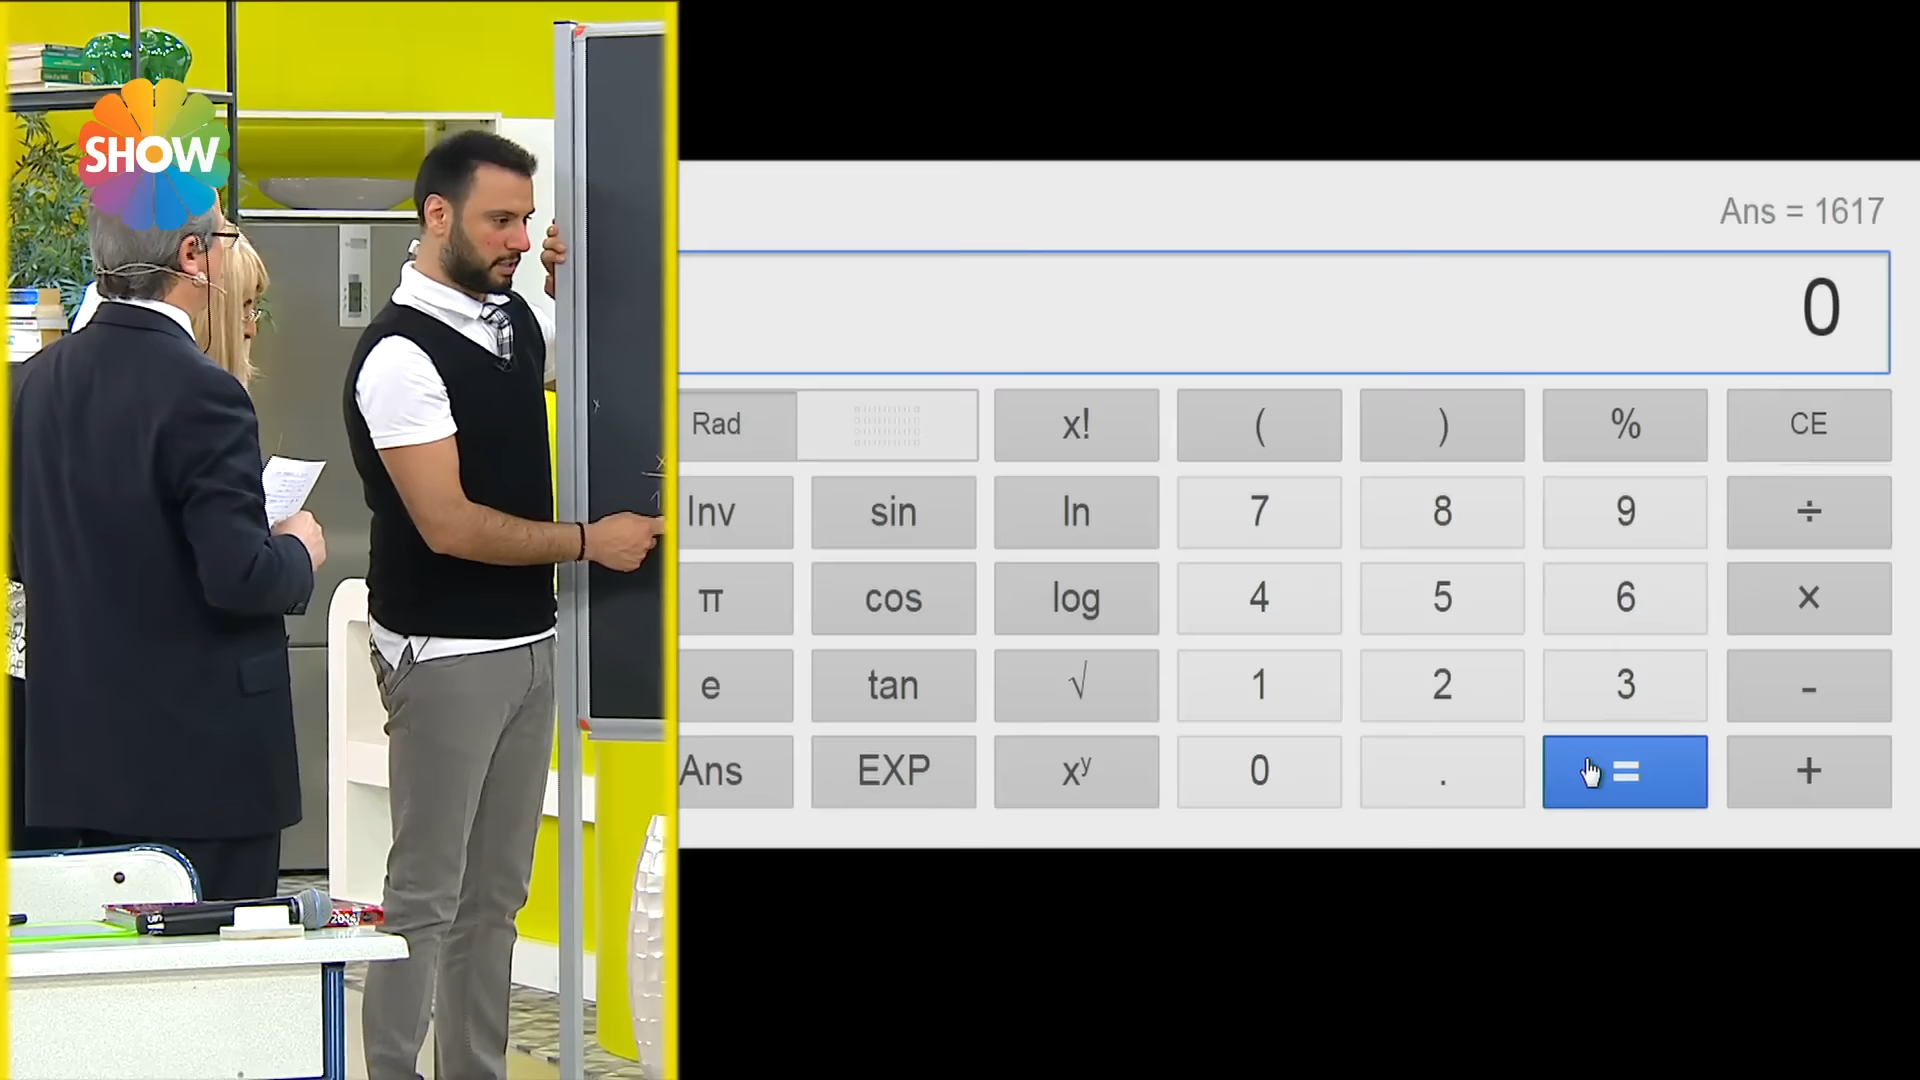 SHOW
2014
Ans = 1617
0
Rad
x!
(
)
%
CE
Inv
sin
ln
7
8
9
÷
π
cos
log
4
5
6
×
e
tan
√
1
2
3
-
Ans
EXP
xʸ
0
.
=
+